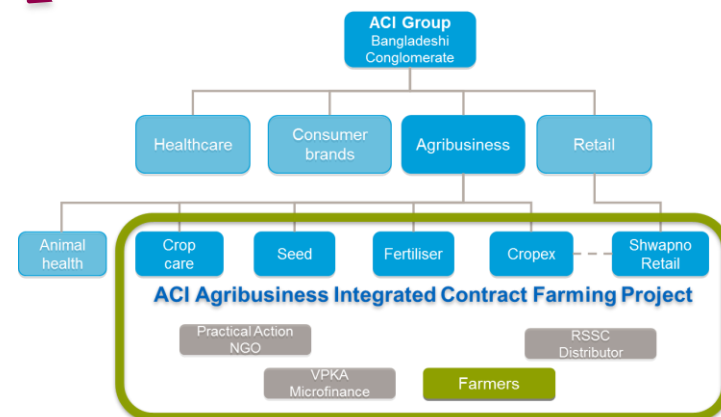 ACI Group
Bangladeshi
Conglomerate
Healthcare
Consumer
brands
Agribusiness
Retail
Animal
health
Crop
care
Seed
Fertiliser
Cropex
Shwapno
Retail
ACI Agribusiness Integrated Contract Farming Project
Practical Action
NGO
RSSC
Distributor
VPKA
Microfinance
Farmers